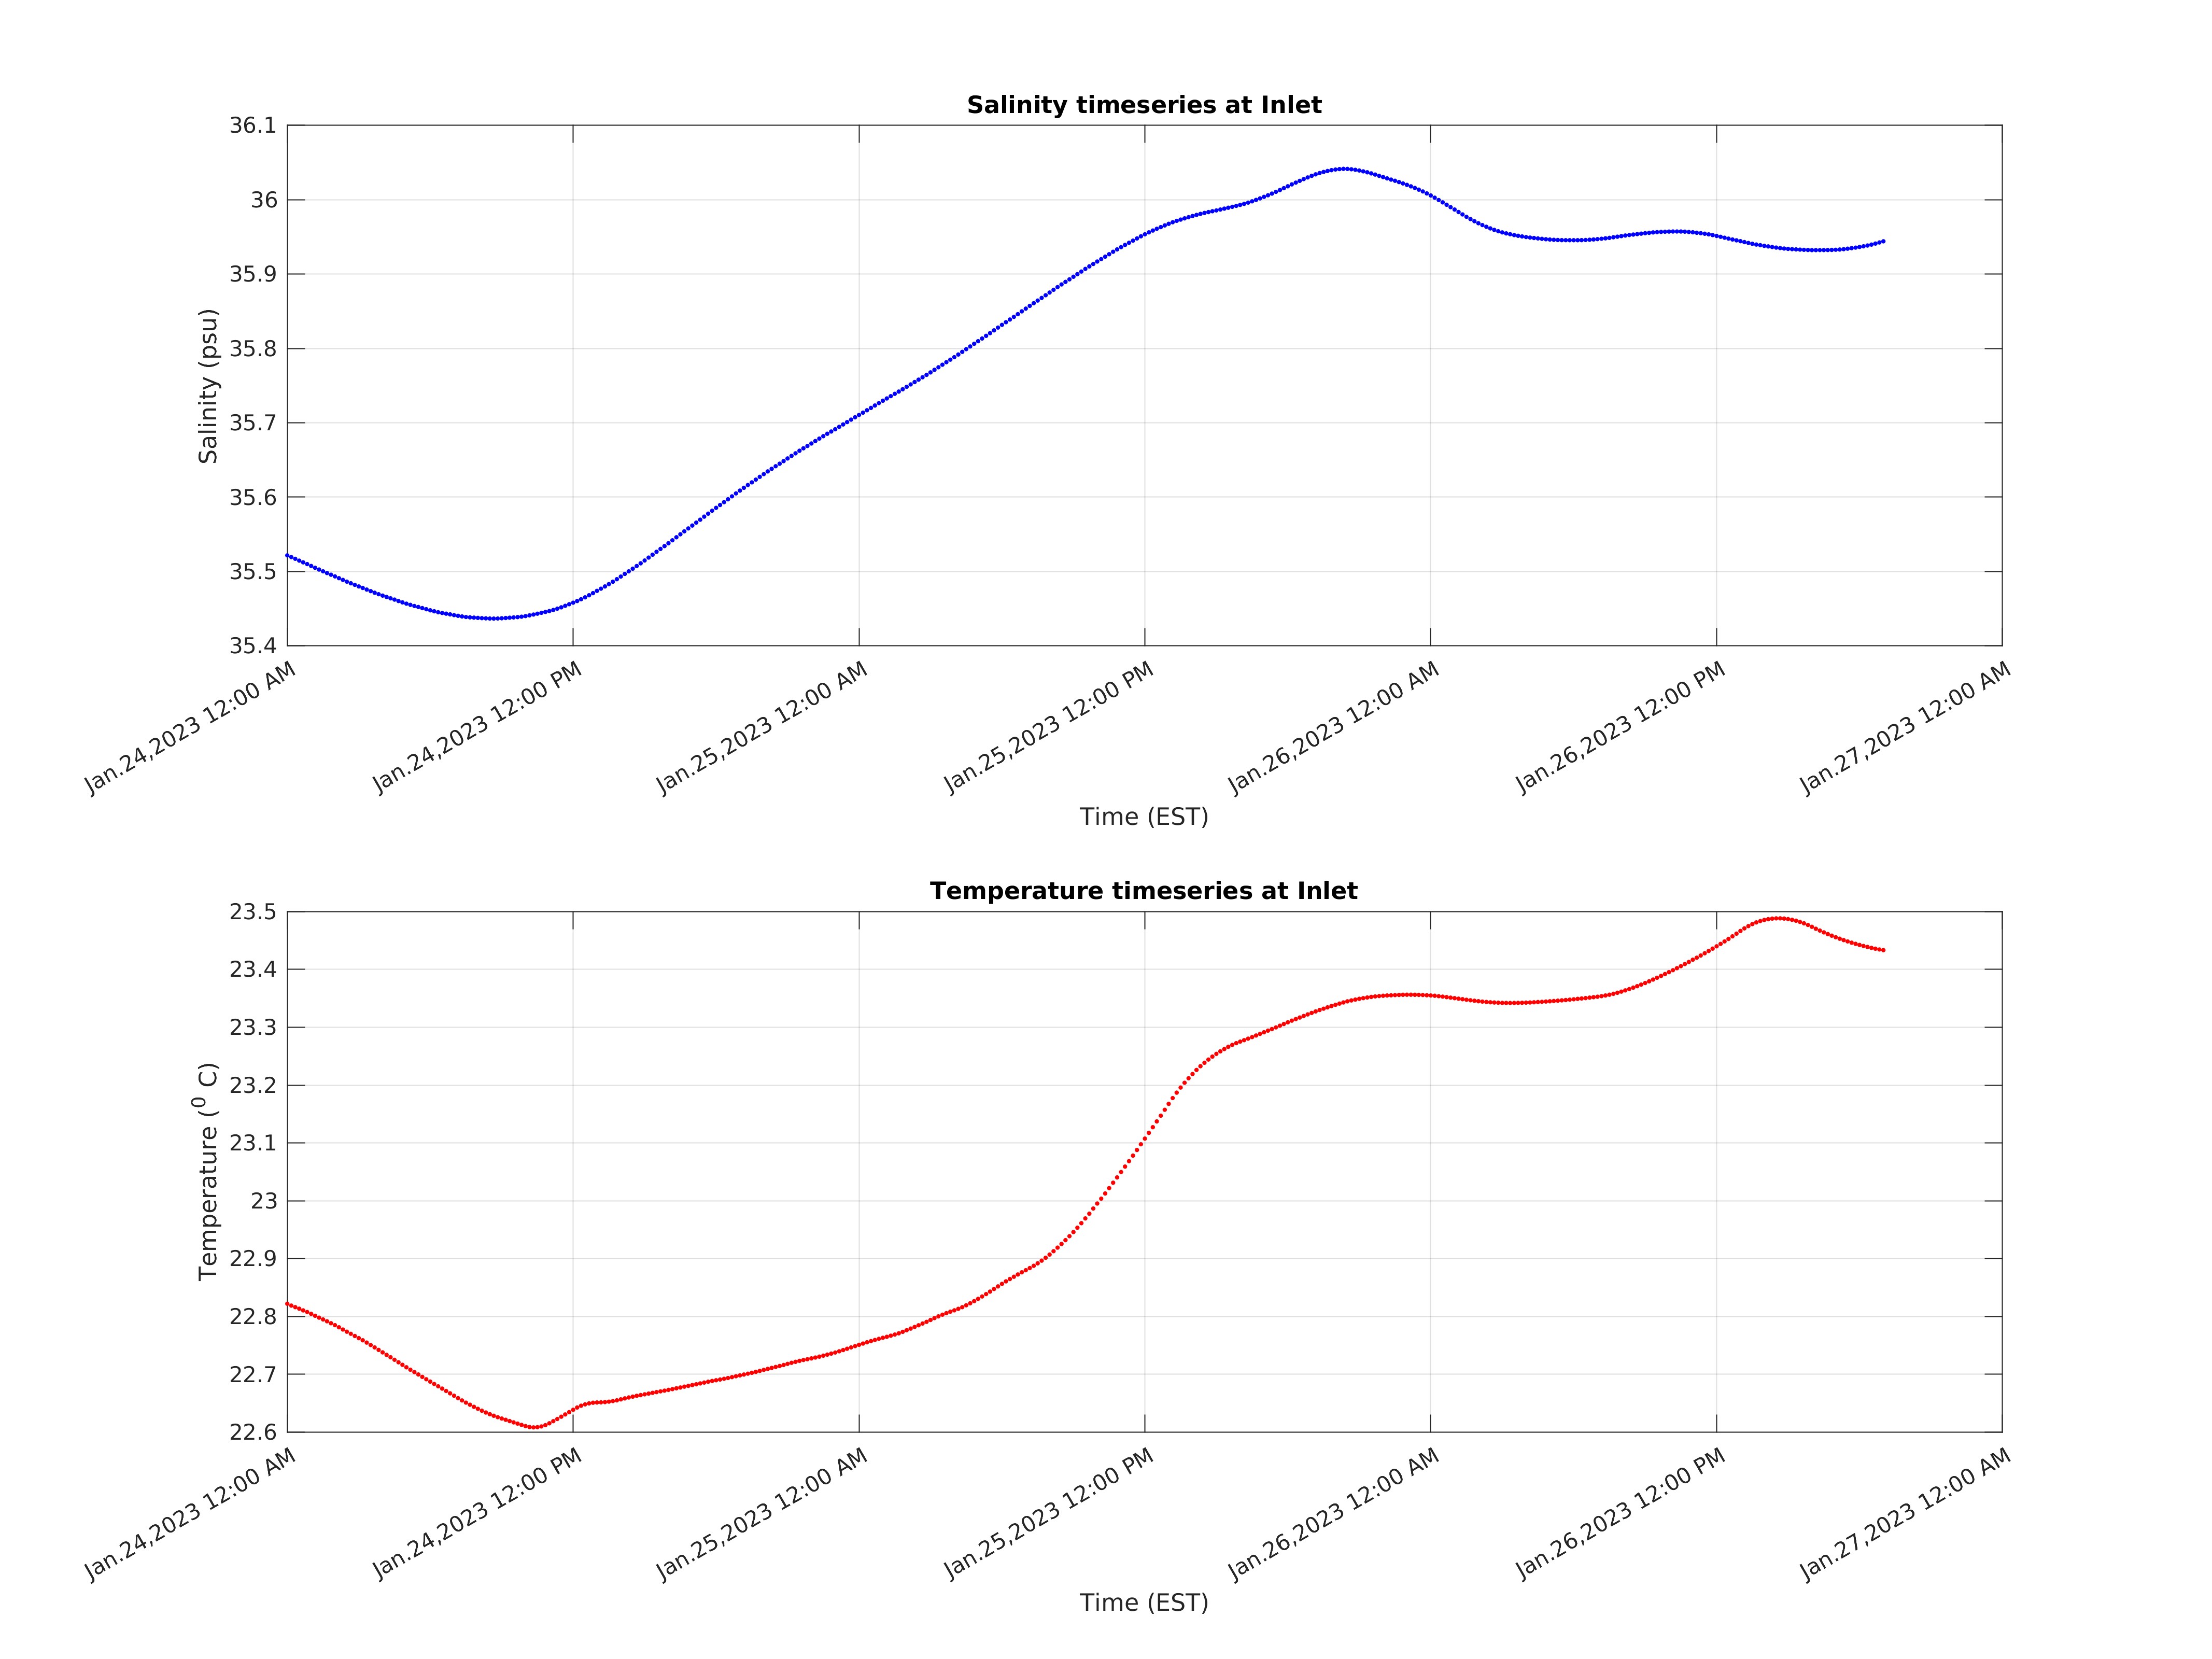 Salinity timeseries at Inlet
36.1
36
35.9
35.8
35.7
35.6
35.5
35.4
Salinity (psu)
Jan.24,2023 12:00 AM
Jan.24,2023 12:00 PM
Jan.25,2023 12:00 AM
Jan.25,2023 12:00 PM
Jan.26,2023 12:00 AM
Jan.26,2023 12:00 PM
Jan.27,2023 12:00 AM
Time (EST)
Temperature timeseries at Inlet
23.5
23.4
23.3
23.2
23.1
23
22.9
22.8
22.7
22.6
Temperature (⁰ C)
Jan.24,2023 12:00 AM
Jan.24,2023 12:00 PM
Jan.25,2023 12:00 AM
Jan.25,2023 12:00 PM
Jan.26,2023 12:00 AM
Jan.26,2023 12:00 PM
Jan.27,2023 12:00 AM
Time (EST)